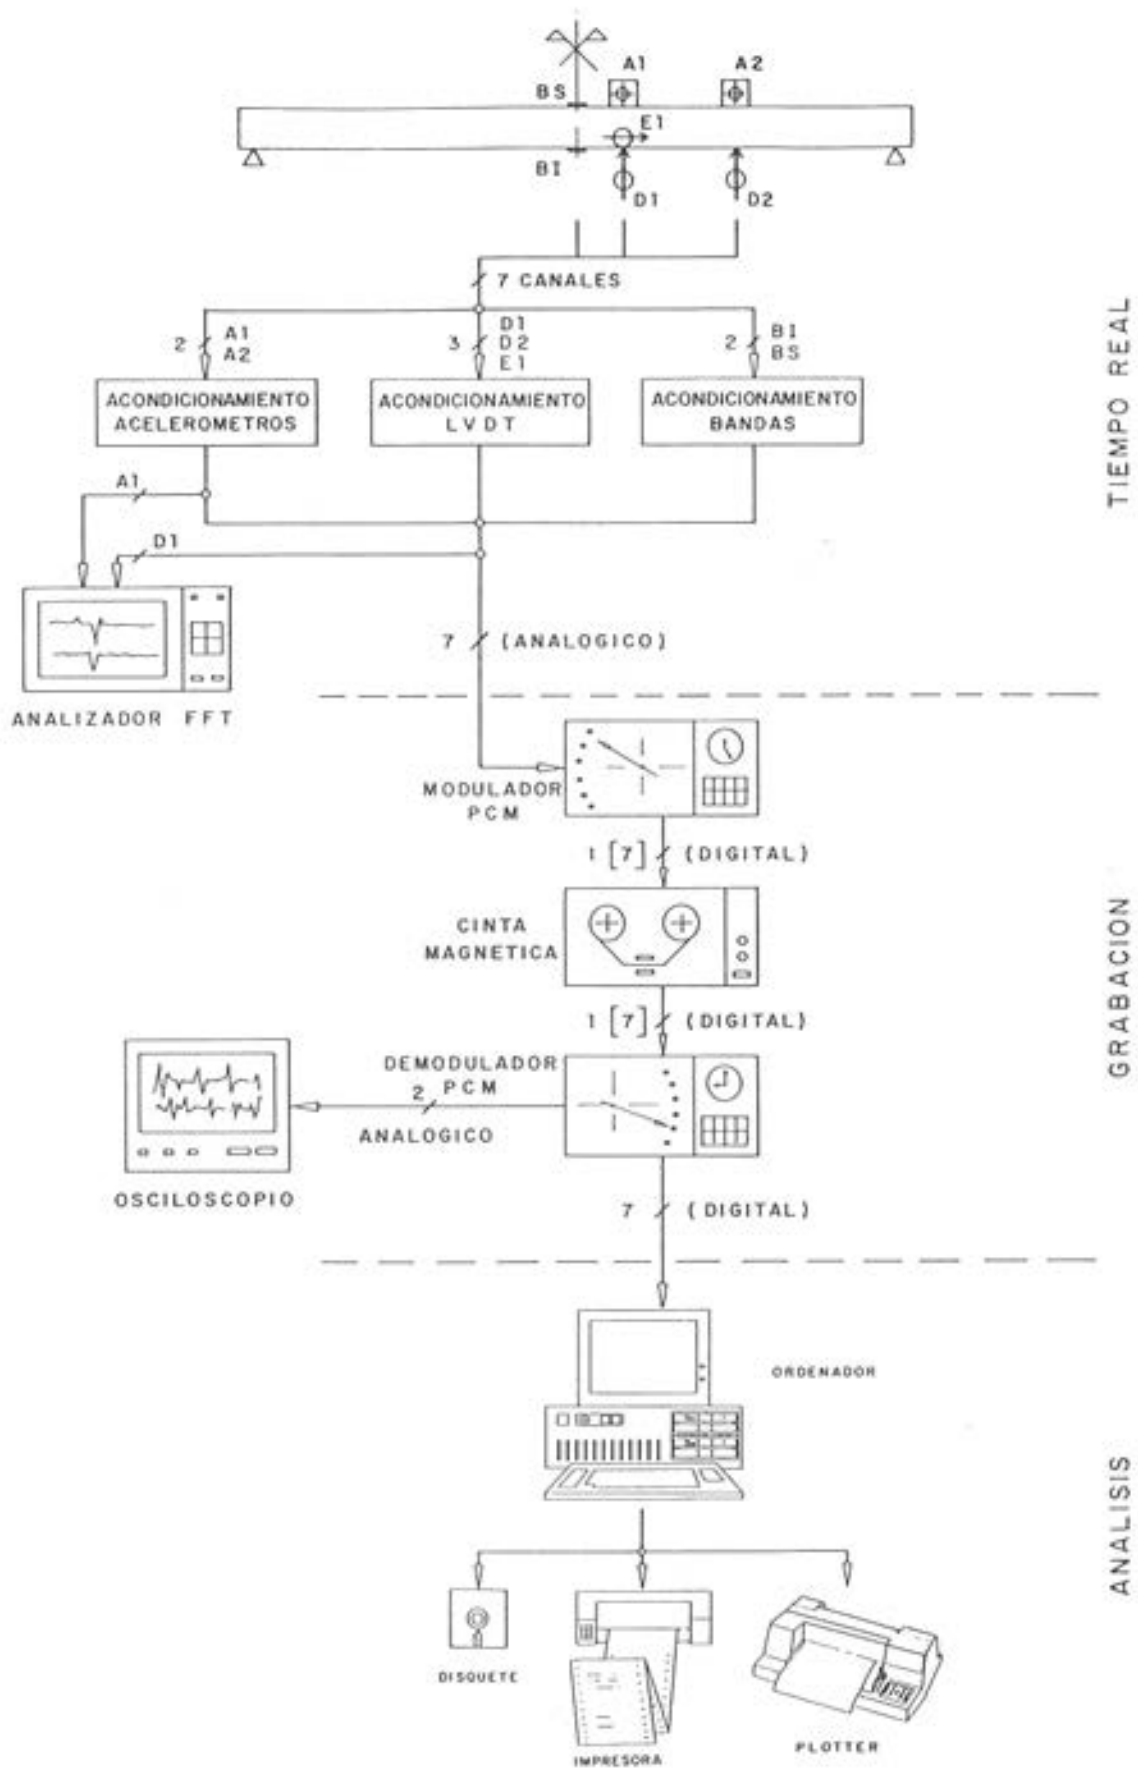 A1
A2
BS
E1
BI
D1
D2
7 CANALES
2
A1
A2
3
D1
D2
E1
2
BI
BS
ACONDICIONAMIENTO
ACELEROMETROS
ACONDICIONAMIENTO
LVDT
ACONDICIONAMIENTO
BANDAS
TIEMPO REAL
A1
D1
7 (ANALOGICO)
ANALIZADOR FFT
MODULADOR
PCM
1 [7] (DIGITAL)
CINTA
MAGNETICA
GRABACION
1 [7] (DIGITAL)
DEMODULADOR
PCM
2
ANALOGICO
OSCILOSCOPIO
7 (DIGITAL)
ORDENADOR
ANALISIS
DISQUETE
IMPRESORA
PLOTTER